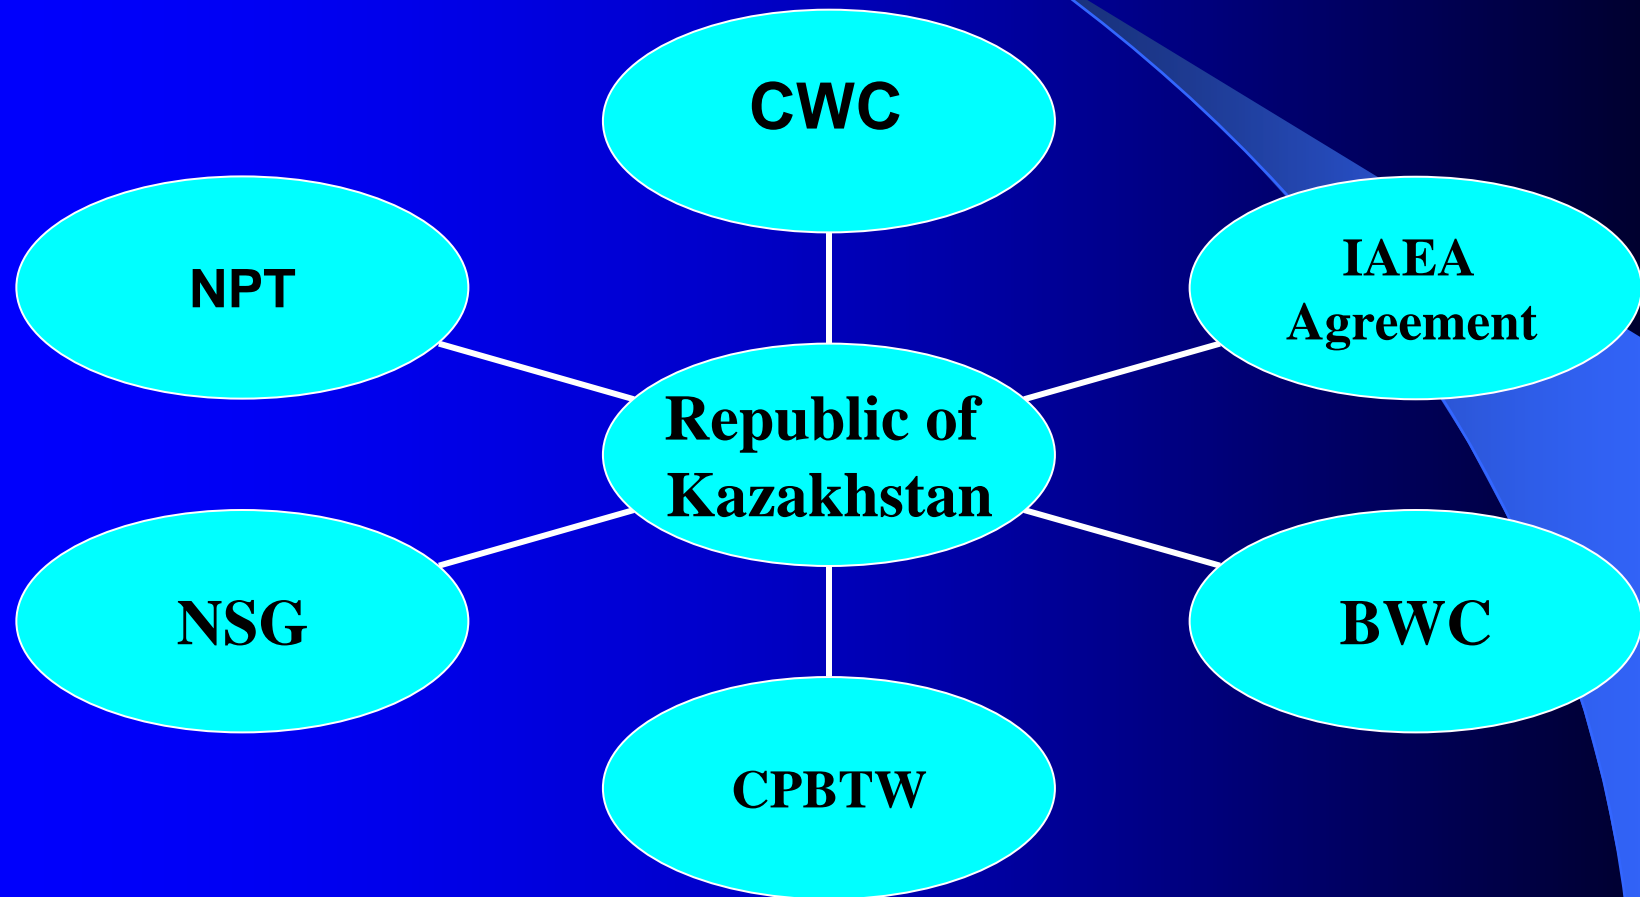 CWC
NPT
IAEA
Agreement
Republic of
Kazakhstan
NSG
BWC
CPBTW